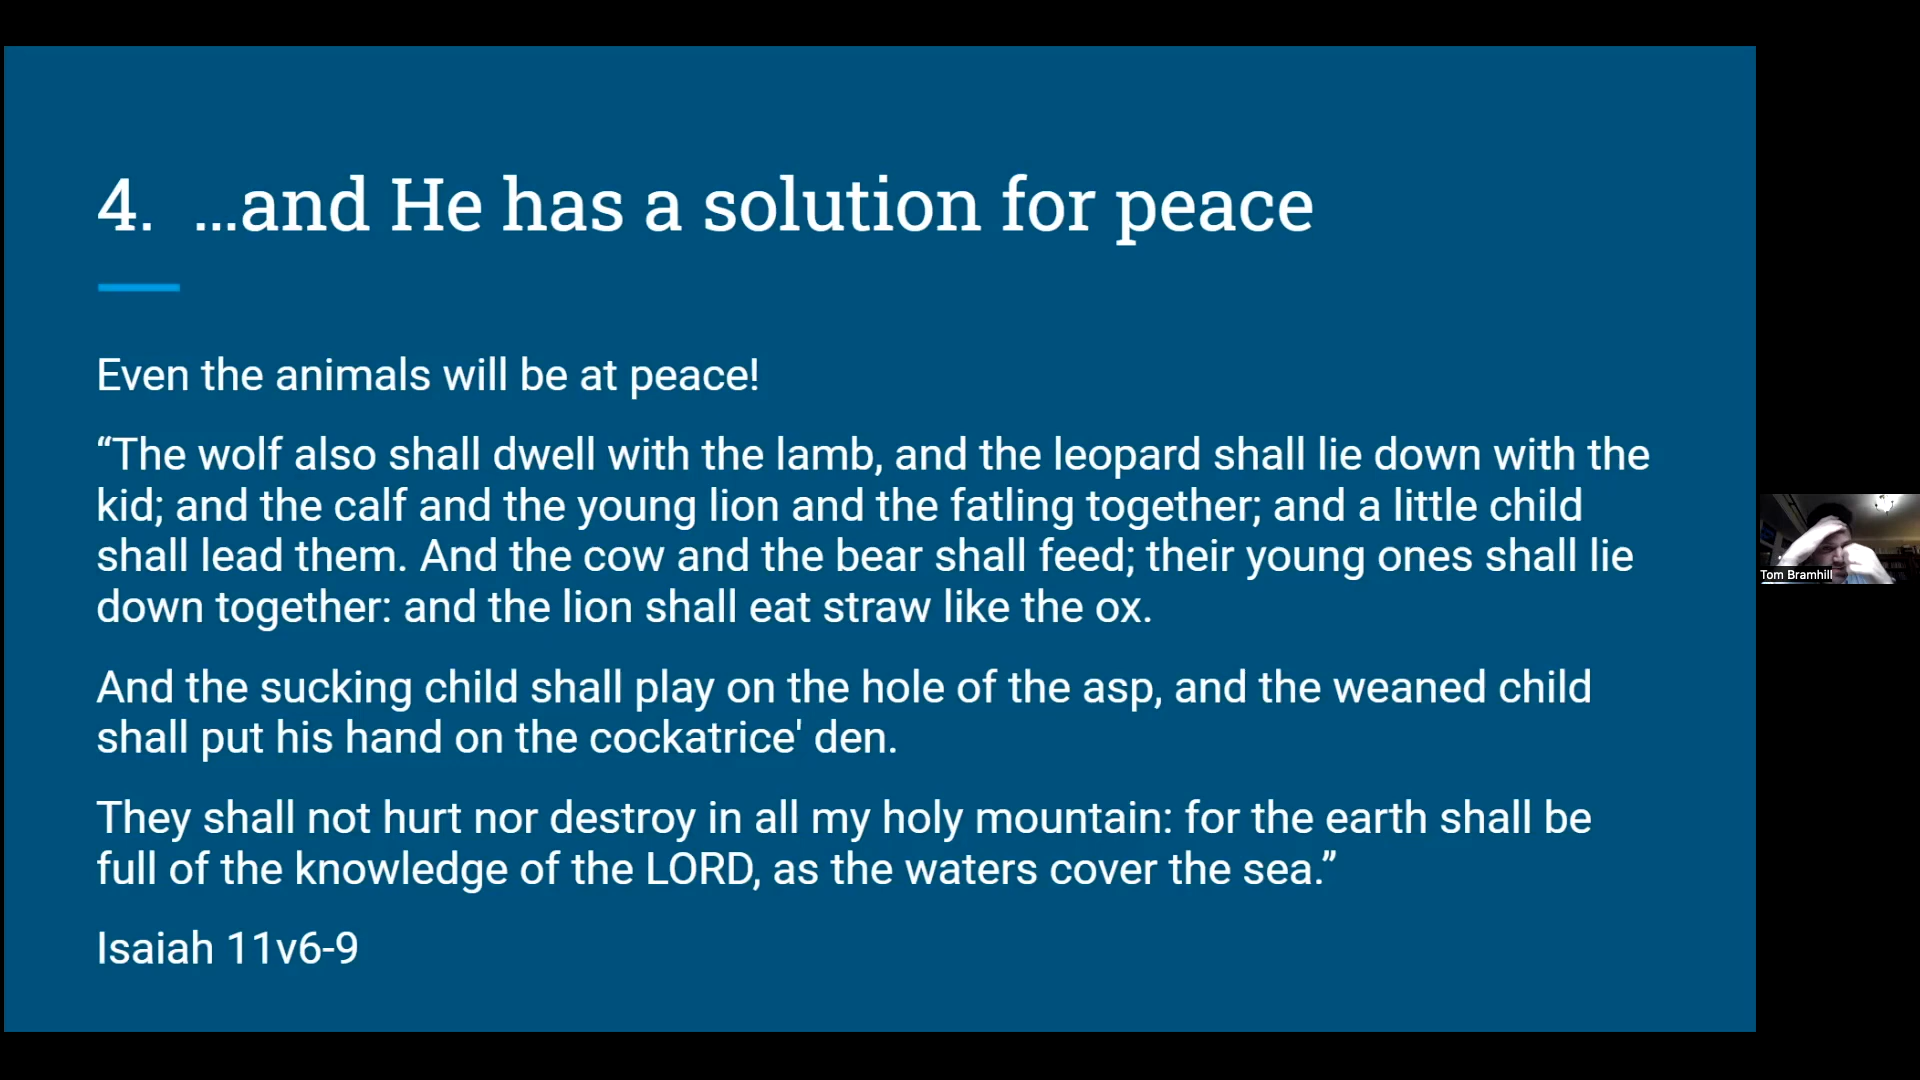 4. ...and He has a solution for peace
Even the animals will be at peace!
“The wolf also shall dwell with the lamb, and the leopard shall lie down with the
kid; and the calf and the young lion and the fatling together; and a little child
shall lead them. And the cow and the bear shall feed; their young ones shall lie
down together: and the lion shall eat straw like the ox.
And the sucking child shall play on the hole of the asp, and the weaned child
shall put his hand on the cockatrice' den.
They shall not hurt nor destroy in all my holy mountain: for the earth shall be
full of the knowledge of the LORD, as the waters cover the sea.”
Isaiah 11v6-9
Tom Bramhill